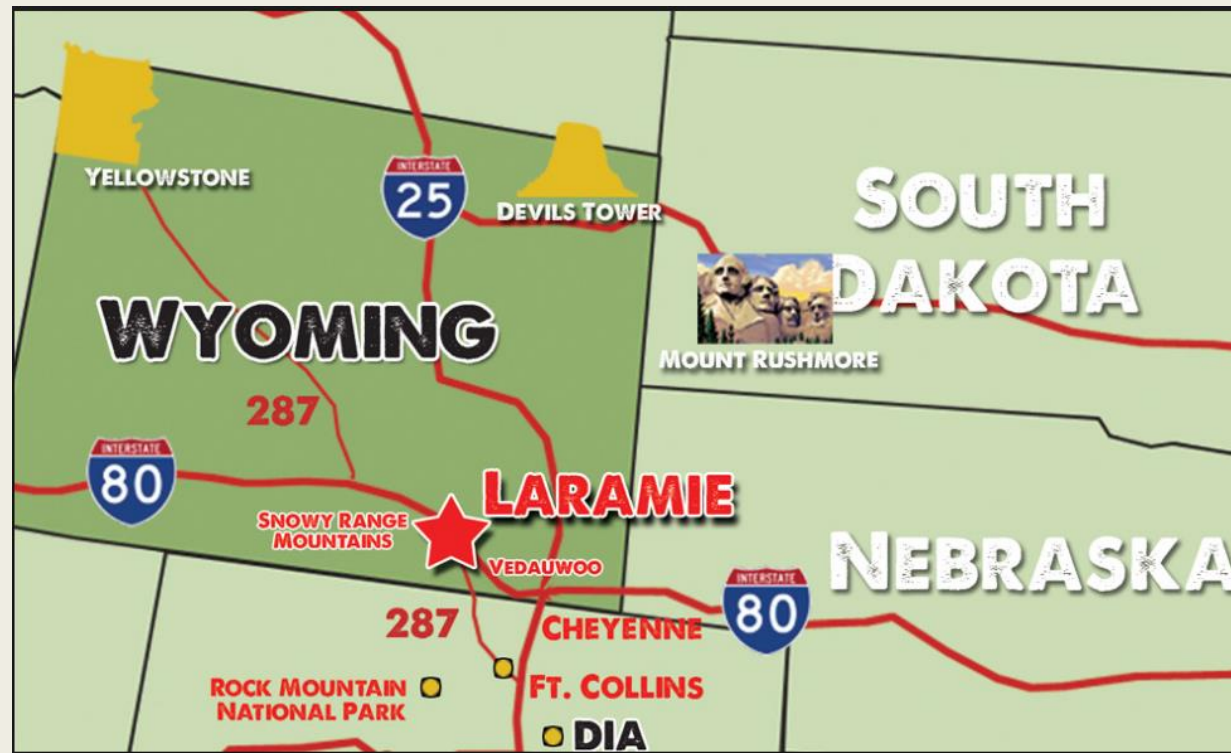 YELLOWSTONE
INTERSTATE
25
DEVILS TOWER
SOUTH
DAKOTA
WYOMING
MOUNT RUSHMORE
287
INTERSTATE
80
LARAMIE
SNOWY RANGE
MOUNTAINS
VEDAUWOO
NEBRASKA
INTERSTATE
80
287
CHEYENNE
ROCK MOUNTAIN
NATIONAL PARK
FT. COLLINS
DIA